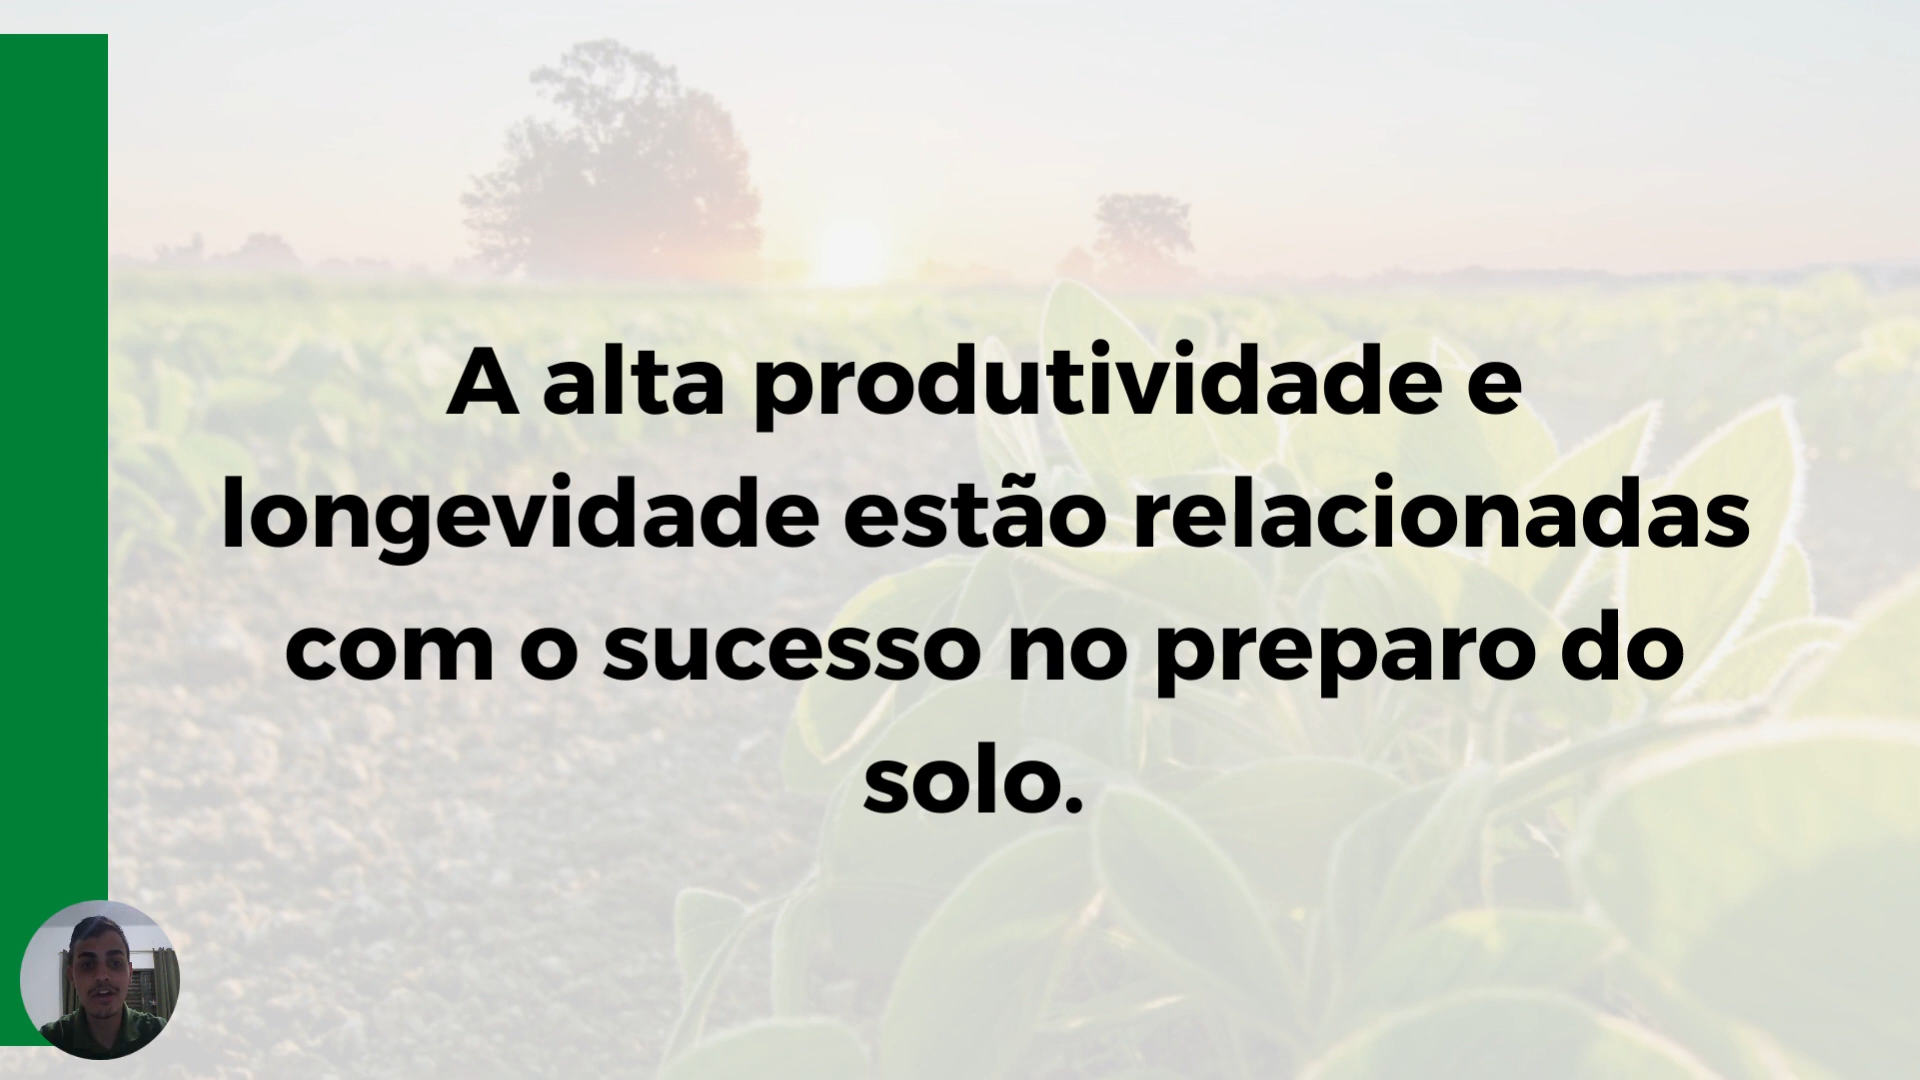 A alta produtividade e
longevidade estão relacionadas
com o sucesso no preparo do
solo.